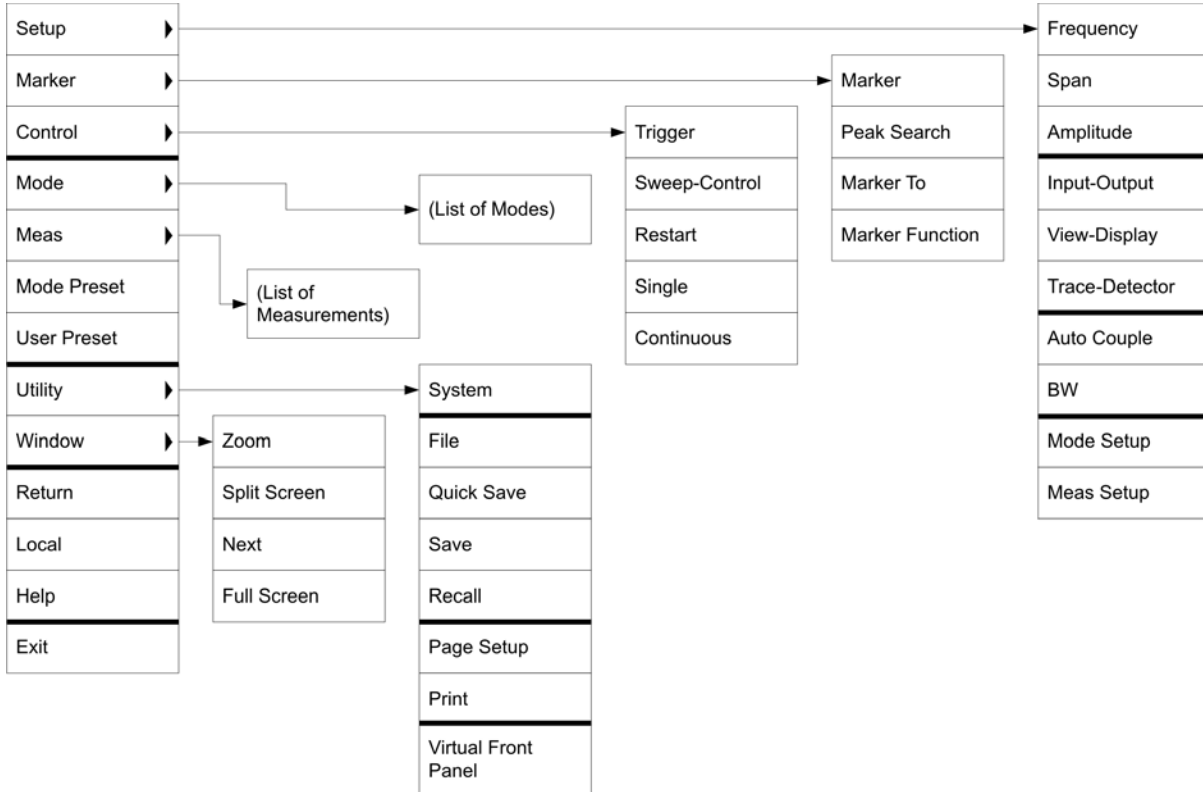 Setup
Marker
Control
Mode
Meas
Mode Preset
User Preset
Utility
Window
Return
Local
Help
Exit
Zoom
Split Screen
Next
Full Screen
(List of
Measurements)
(List of Modes)
System
File
Quick Save
Save
Recall
Page Setup
Print
Virtual Front
Panel
Trigger
Sweep-Control
Restart
Single
Continuous
Marker
Peak Search
Marker To
Marker Function
Frequency
Span
Amplitude
Input-Output
View-Display
Trace-Detector
Auto Couple
BW
Mode Setup
Meas Setup